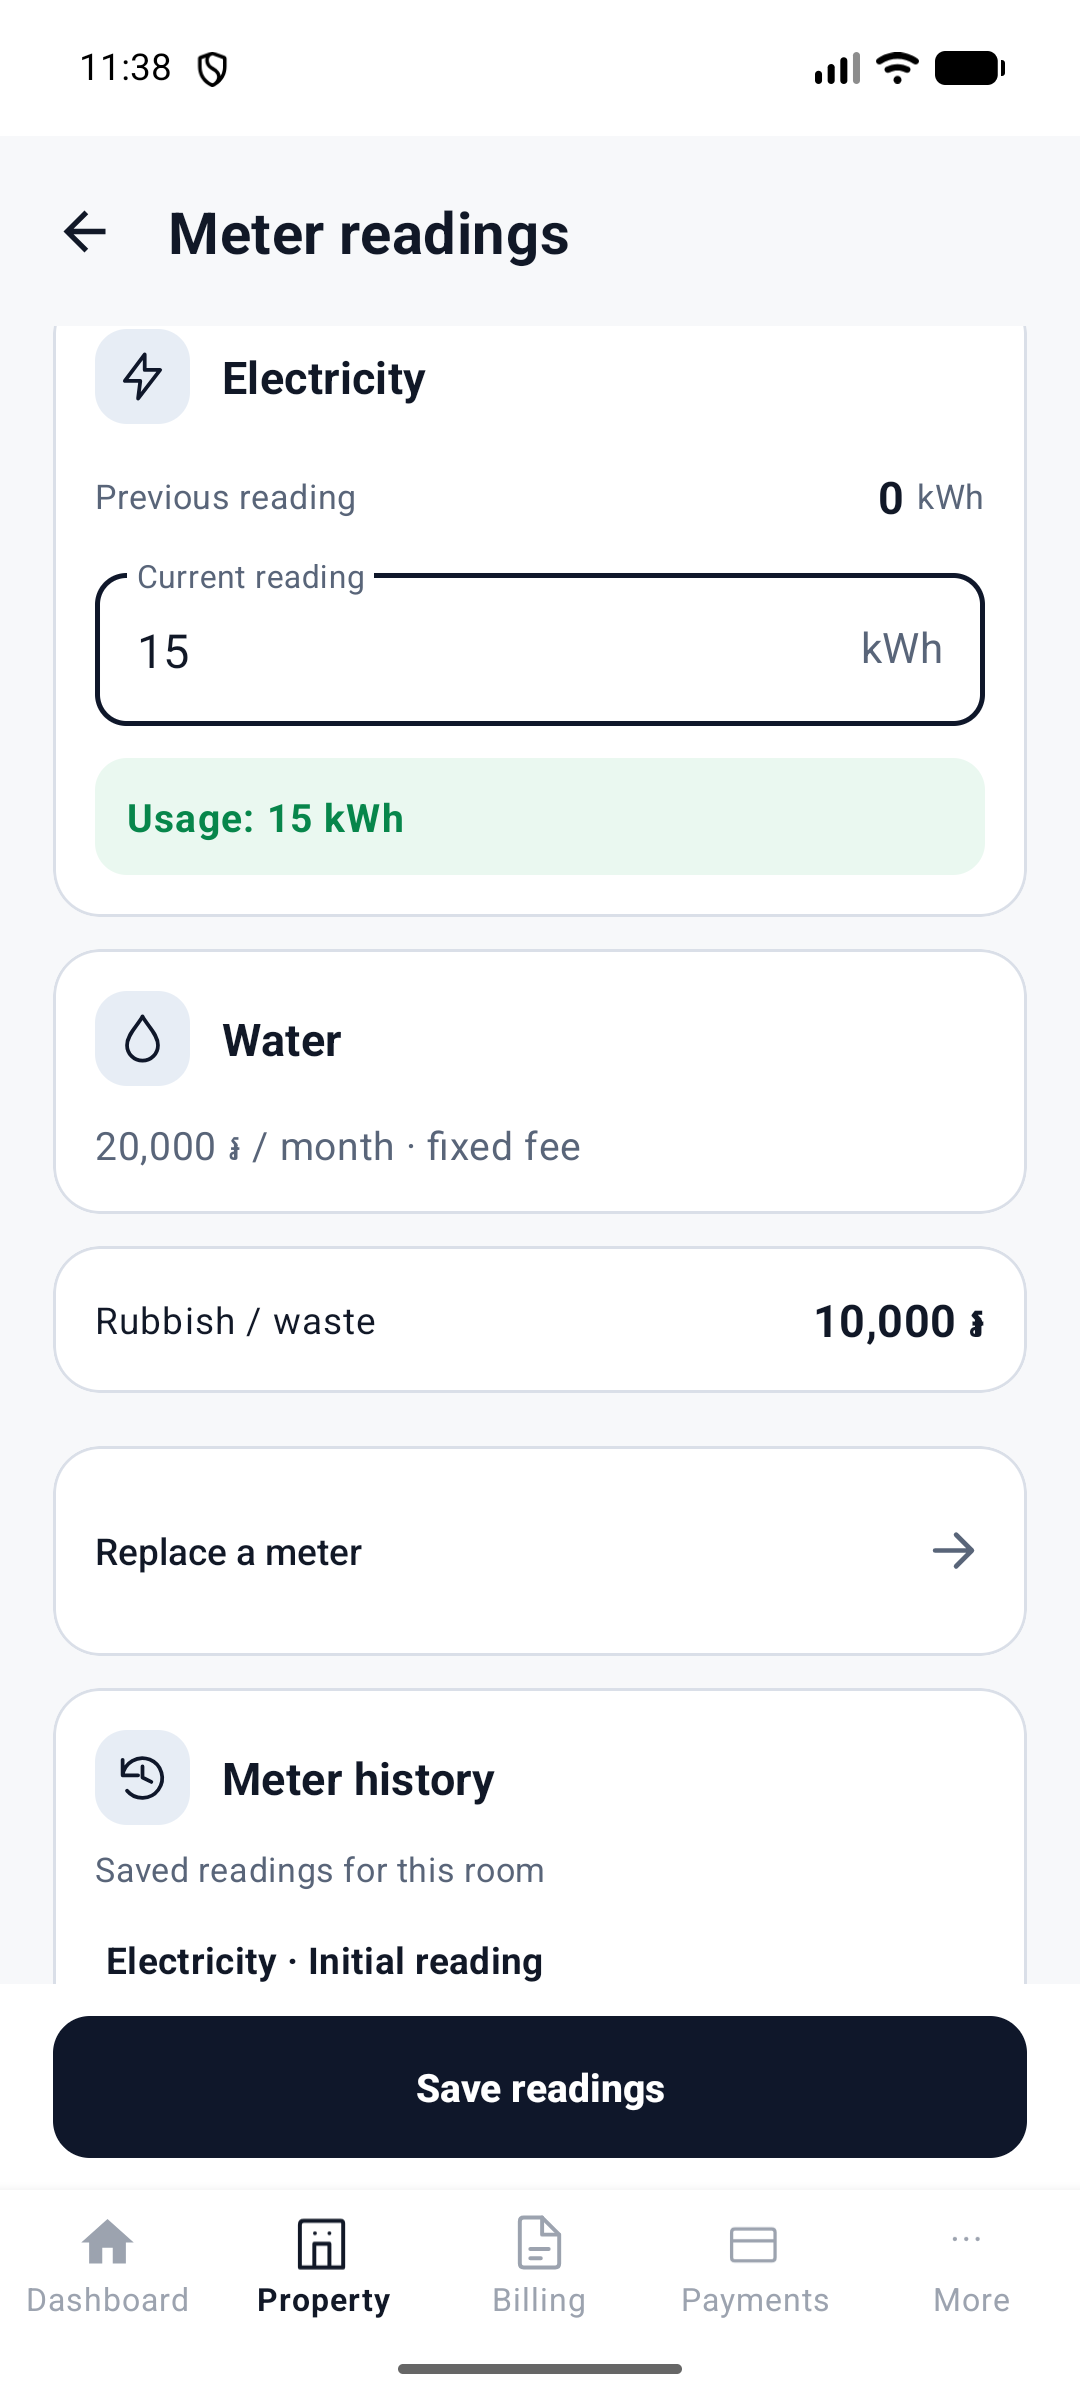 11:38
Meter readings
Electricity
Previous reading 0 kWh
Current reading
15 kWh
Usage: 15 kWh
Water
20,000 ៛ / month · fixed fee
Rubbish / waste 10,000 ៛
Replace a meter
Meter history
Saved readings for this room
Electricity · Initial reading
Save readings
Dashboard Property Billing Payments More